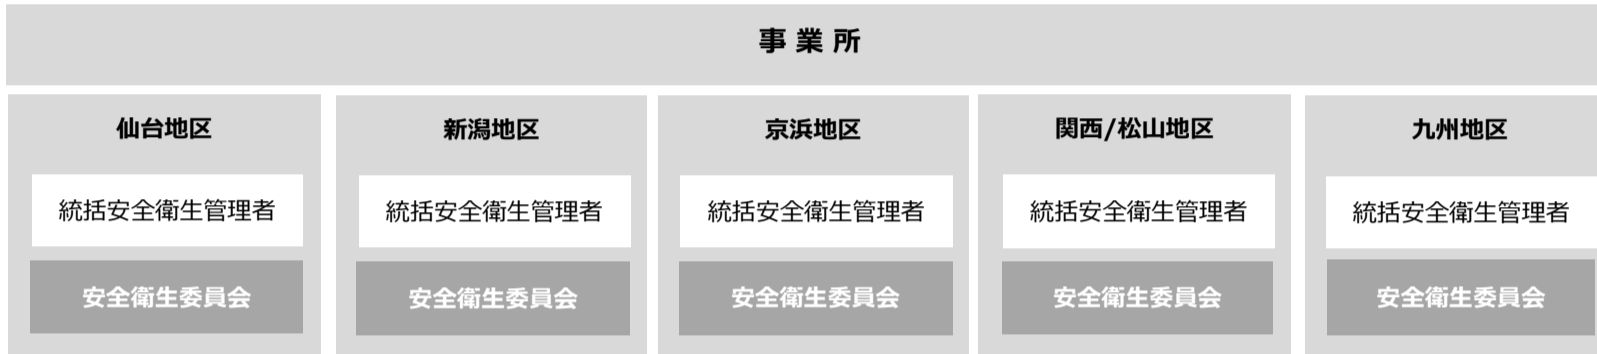 事 業 所
仙台地区
新潟地区
京浜地区
関西/松山地区
九州地区
統括安全衛生管理者
統括安全衛生管理者
統括安全衛生管理者
統括安全衛生管理者
統括安全衛生管理者
安全衛生委員会
安全衛生委員会
安全衛生委員会
安全衛生委員会
安全衛生委員会